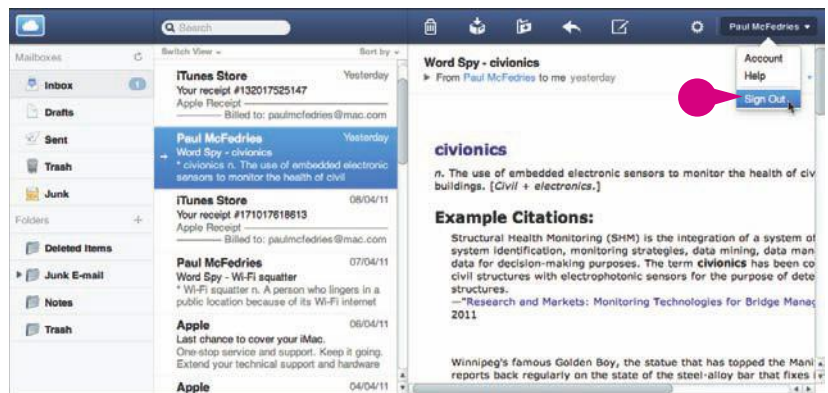 Search
Paul McFedries
Account
Help
Sign Out
Mailboxes
Inbox
1
Drafts
Sent
Trash
Junk
Folders
Deleted Items
Junk E-mail
Notes
Trash
Switch View
Sort by
iTunes Store Yesterday
Your receipt #132017525147
Apple Receipt
Billed to: paulmcfedries@mac.com
Paul McFedries Yesterday
Word Spy - civionics
* civionics n. The use of embedded electronic
sensors to monitor the health of civil
iTunes Store 08/04/11
Your receipt #171017618613
Apple Receipt
Billed to: paulmcfedries@mac.com
Paul McFedries 07/04/11
Word Spy - Wi-Fi squatter
* Wi-Fi squatter n. A person who lingers in a
public location because of its Wi-Fi internet
Apple 06/04/11
Last chance to cover your iMac.
One-stop service and support. Keep it going.
Extend your technical support and hardware
Apple 04/04/11
Word Spy - civionics
From Paul McFedries to me yesterday
civionics
n. The use of embedded electronic sensors to monitor the health of civ
buildings. [Civil + electronics.]
Example Citations:
Structural Health Monitoring (SHM) is the integration of a system of
system identification, monitoring strategies, data mining, data man
data for decision-making purposes. The term civionics has been co
civil structures with electrophotonic sensors for the purpose of dete
structures.
—"Research and Markets: Monitoring Technologies for Bridge Manag
2011
Winnipeg's famous Golden Boy, the statue that has topped the Mani
reports back regularly on the state of the steel-alloy bar that fixes i